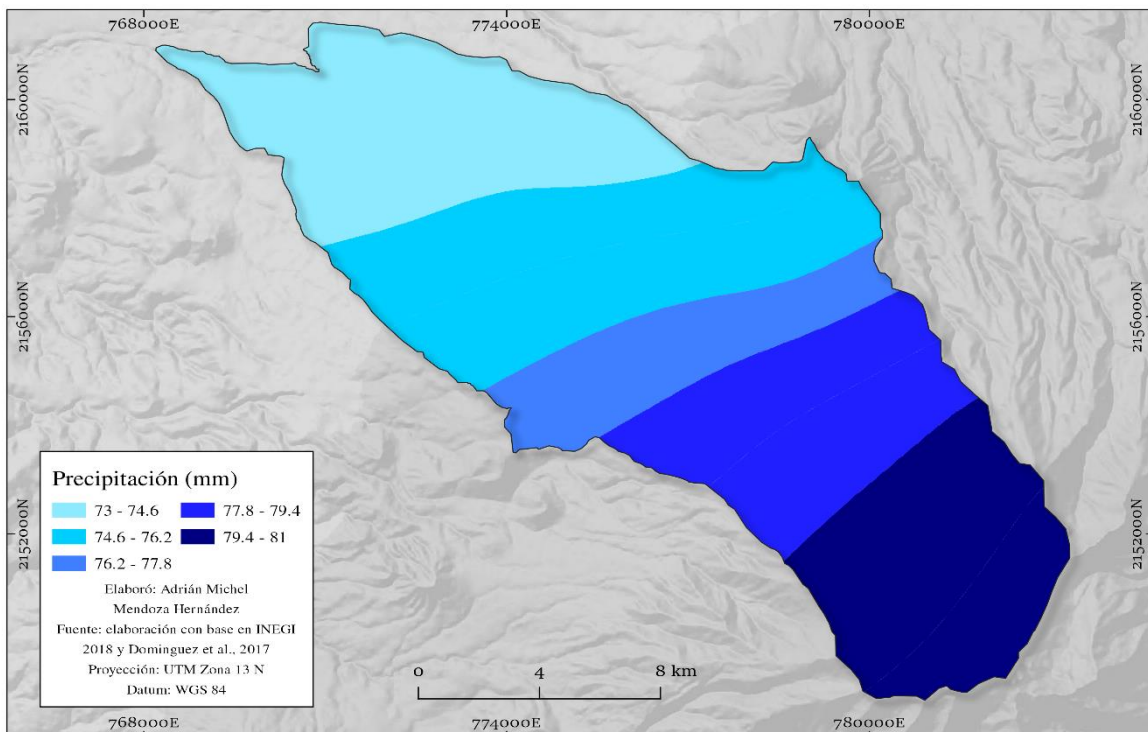 768000E 774000E 780000E
2160000N 2160000N
2156000N 2156000N
2152000N 2152000N
Precipitación (mm)
73 - 74.6 77.8 - 79.4
74.6 - 76.2 79.4 - 81
76.2 - 77.8
Elaboró: Adrián Michel
Mendoza Hernández
Fuente: elaboración con base en INEGI
2018 y Dominguez et al., 2017
Proyección: UTM Zona 13 N
Datum: WGS 84
0 4 8 km
768000E 774000E 780000E